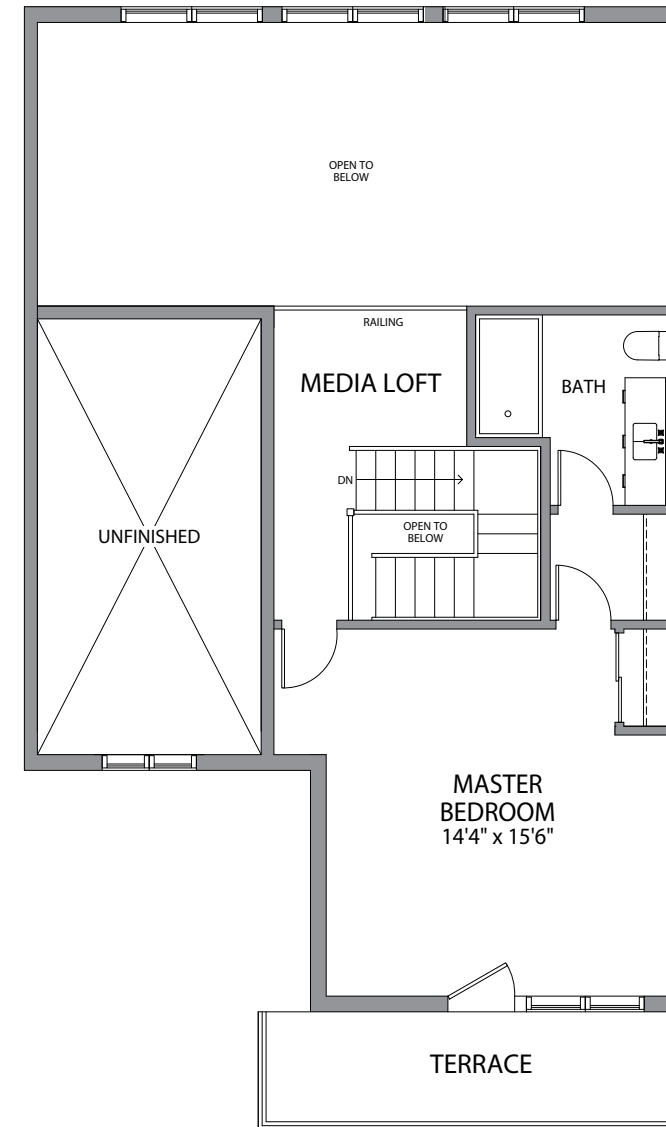 OPEN TO
BELOW
RAILING
MEDIA LOFT
BATH
DN
OPEN TO
BELOW
UNFINISHED
MASTER
BEDROOM
14'4" x 15'6"
TERRACE